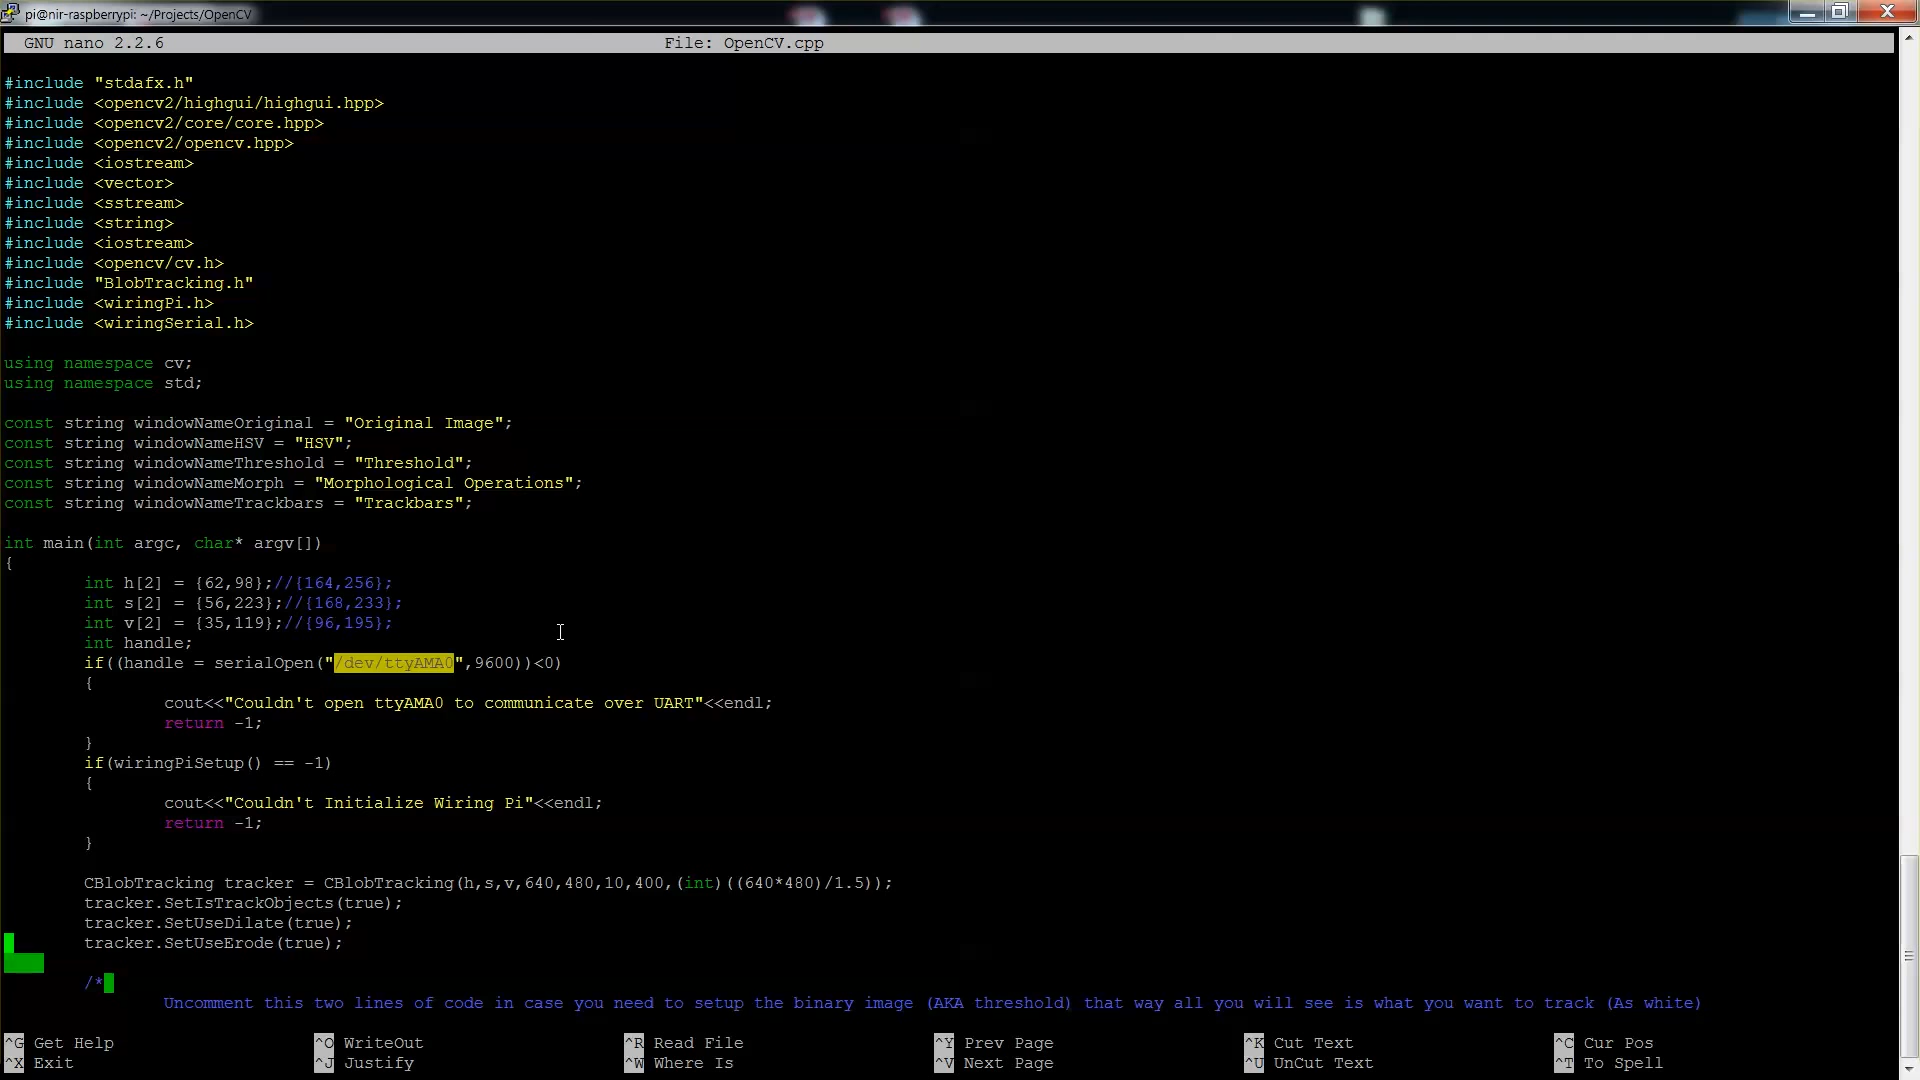 pi@nir-raspberrypi: ~/Projects/OpenCV
GNU nano 2.2.6 File: OpenCV.cpp
#include "stdafx.h"
#include <opencv2/highgui/highgui.hpp>
#include <opencv2/core/core.hpp>
#include <opencv2/opencv.hpp>
#include <iostream>
#include <vector>
#include <sstream>
#include <string>
#include <iostream>
#include <opencv/cv.h>
#include "BlobTracking.h"
#include <wiringPi.h>
#include <wiringSerial.h>
using namespace cv;
using namespace std;
const string windowNameOriginal = "Original Image";
const string windowNameHSV = "HSV";
const string windowNameThreshold = "Threshold";
const string windowNameMorph = "Morphological Operations";
const string windowNameTrackbars = "Trackbars";
int main(int argc, char* argv[])
{
int h[2] = {62,98};//{164,256};
int s[2] = {56,223};//{168,233};
int v[2] = {35,119};//{96,195};
int handle;
if((handle = serialOpen("/dev/ttyAMA0",9600))<0)
{
cout<<"Couldn't open ttyAMA0 to communicate over UART"<<endl;
return -1;
}
if(wiringPiSetup() == -1)
{
cout<<"Couldn't Initialize Wiring Pi"<<endl;
return -1;
}
CBlobTracking tracker = CBlobTracking(h,s,v,640,480,10,400,(int)((640*480)/1.5));
tracker.SetIsTrackObjects(true);
tracker.SetUseDilate(true);
tracker.SetUseErode(true);
/*
Uncomment this two lines of code in case you need to setup the binary image (AKA threshold) that way all you will see is what you want to track (As white)
^G Get Help ^O WriteOut ^R Read File ^Y Prev Page ^K Cut Text ^C Cur Pos
^X Exit ^J Justify ^W Where Is ^V Next Page ^U UnCut Text ^T To Spell